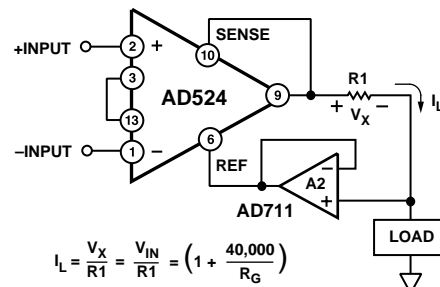 SENSE
+INPUT
2
+
10
3
AD524
9
R1
+
–
V_X
I_L
13
6
–INPUT
1
–
REF
–
A2
+
AD711
LOAD
I_L = V_X/R1 = V_IN/R1 = (1 + 40,000/R_G)